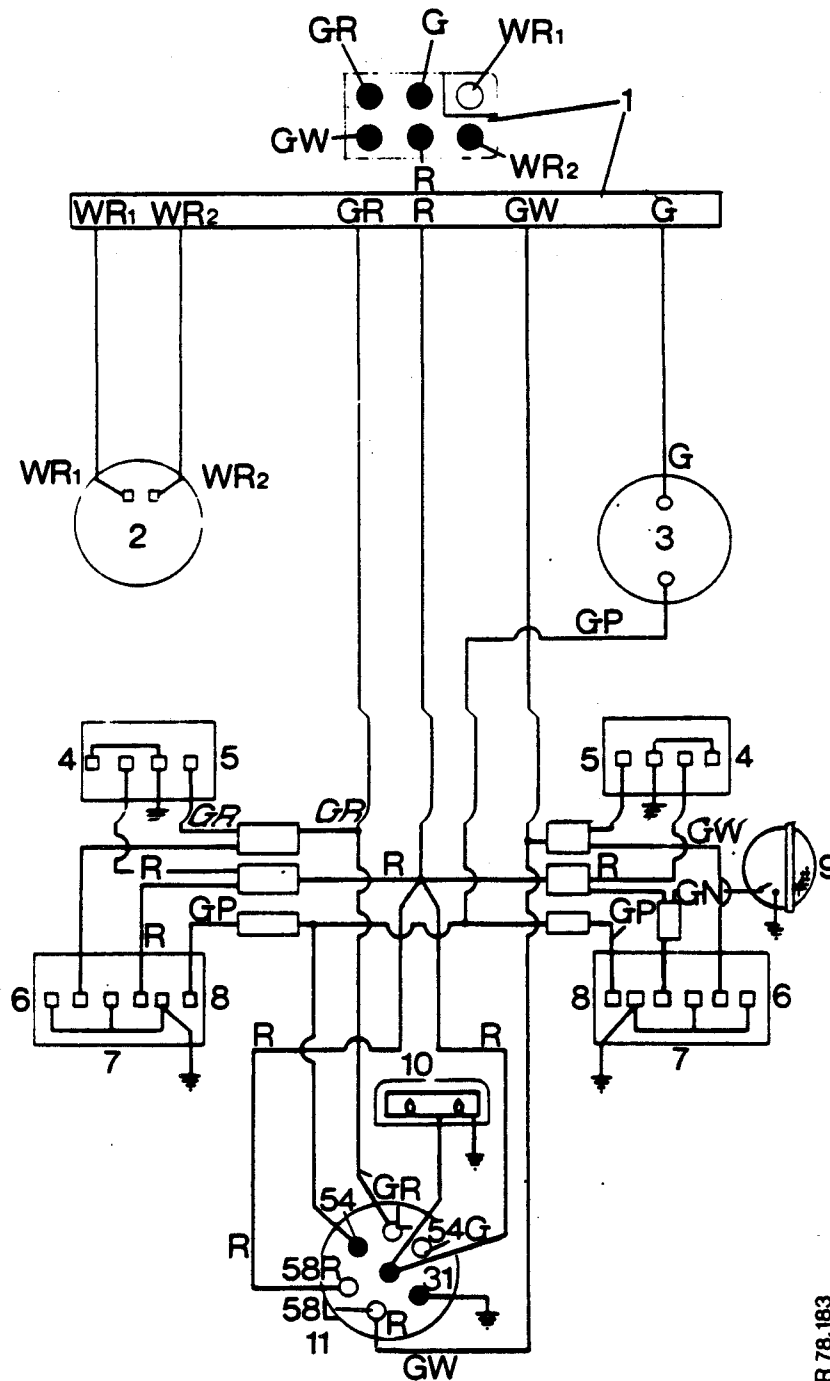 GR G WR1
1
GW R WR2
WR1 WR2 GR R GW G
WR1 WR2 G
2 3
GP
4 5 5 4
GR GR GW
R R R GN 9
GP GP
R
6 8 8 6
7 7
R R
10
GR
54 54G
R
58R 31
58L R
11
GW
R 78.183